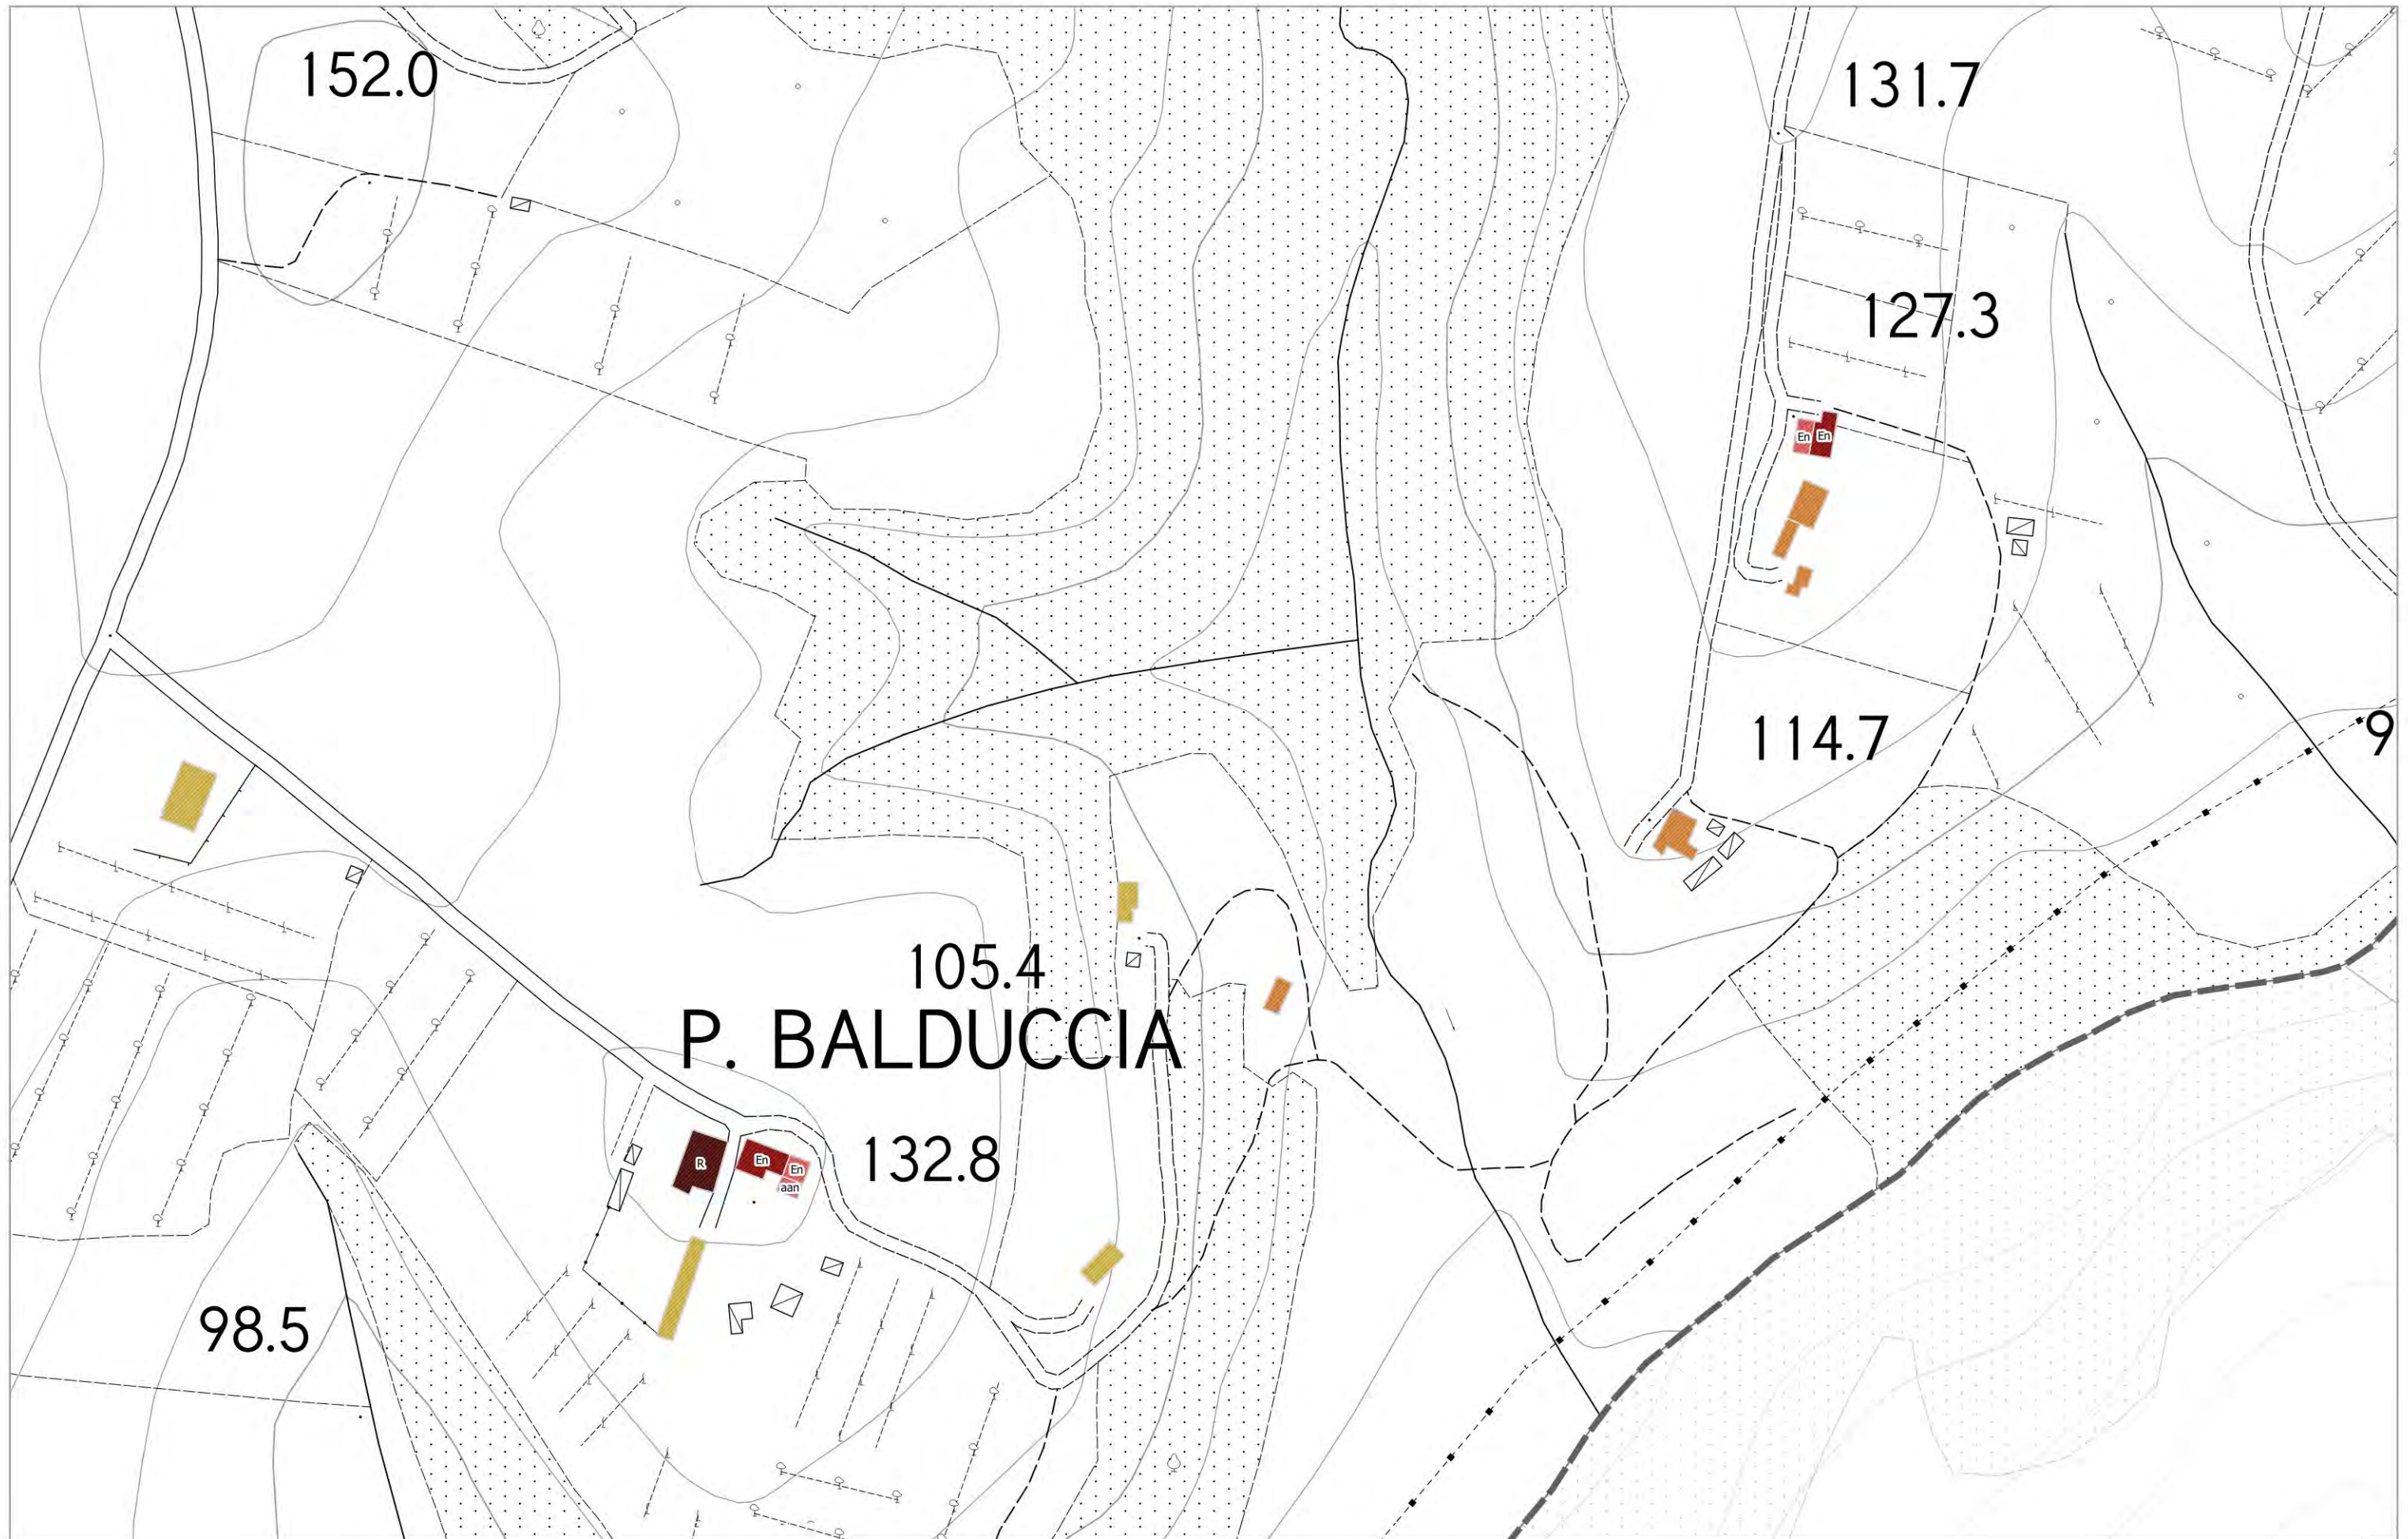 152.0
131.7
127.3
En En
114.7
9
105.4
P. BALDUCCIA
132.8
R
En
En
aan
98.5